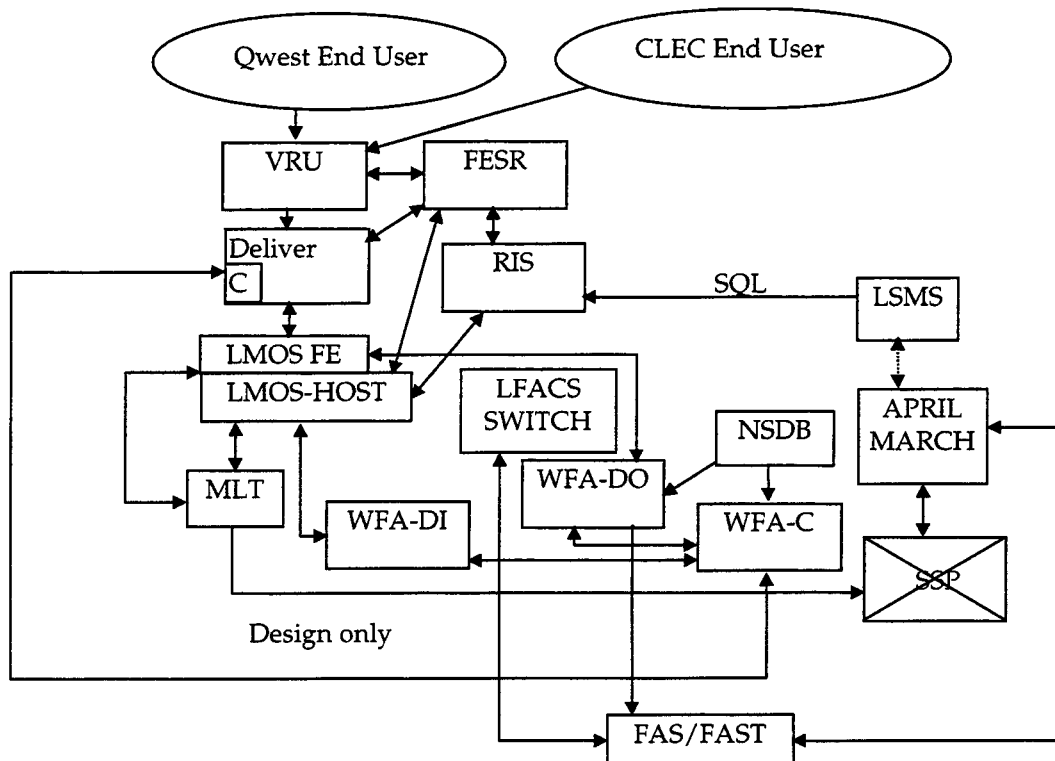 Qwest End User
CLEC End User
VRU
FESR
Deliver
C
RIS
SQL
LSMS
LMOS FE
LMOS-HOST
LFACS
SWITCH
APRIL
MARCH
NSDB
MLT
WFA-DO
WFA-DI
WFA-C
SSP
Design only
FAS/FAST